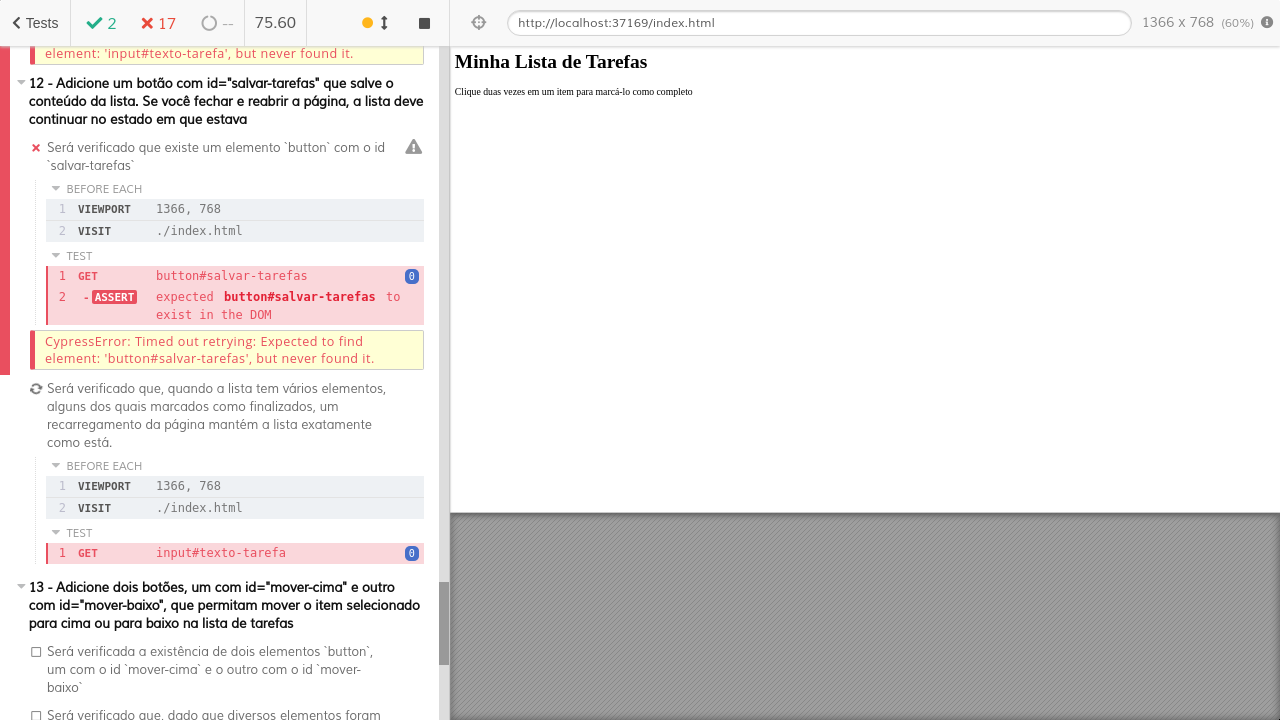 Tests
2
17
--
75.60
http://localhost:37169/index.html
1366 x 768 (60%)
element: 'input#texto-tarefa', but never found it.
12 - Adicione um botão com id="salvar-tarefas" que salve o
conteúdo da lista. Se você fechar e reabrir a página, a lista deve
continuar no estado em que estava
Será verificado que existe um elemento `button` com o id
`salvar-tarefas`
BEFORE EACH
1 VIEWPORT 1366, 768
2 VISIT ./index.html
TEST
1 GET button#salvar-tarefas 0
2 -ASSERT expected button#salvar-tarefas to
exist in the DOM
CypressError: Timed out retrying: Expected to find
element: 'button#salvar-tarefas', but never found it.
Será verificado que, quando a lista tem vários elementos,
alguns dos quais marcados como finalizados, um
recarregamento da página mantém a lista exatamente
como está.
BEFORE EACH
1 VIEWPORT 1366, 768
2 VISIT ./index.html
TEST
1 GET input#texto-tarefa 0
13 - Adicione dois botões, um com id="mover-cima" e outro
com id="mover-baixo", que permitam mover o item selecionado
para cima ou para baixo na lista de tarefas
Será verificada a existência de dois elementos `button`,
um com o id `mover-cima` e o outro com o id `mover-
baixo`
Será verificado que, dado que diversos elementos foram
Minha Lista de Tarefas
Clique duas vezes em um item para marcá-lo como completo